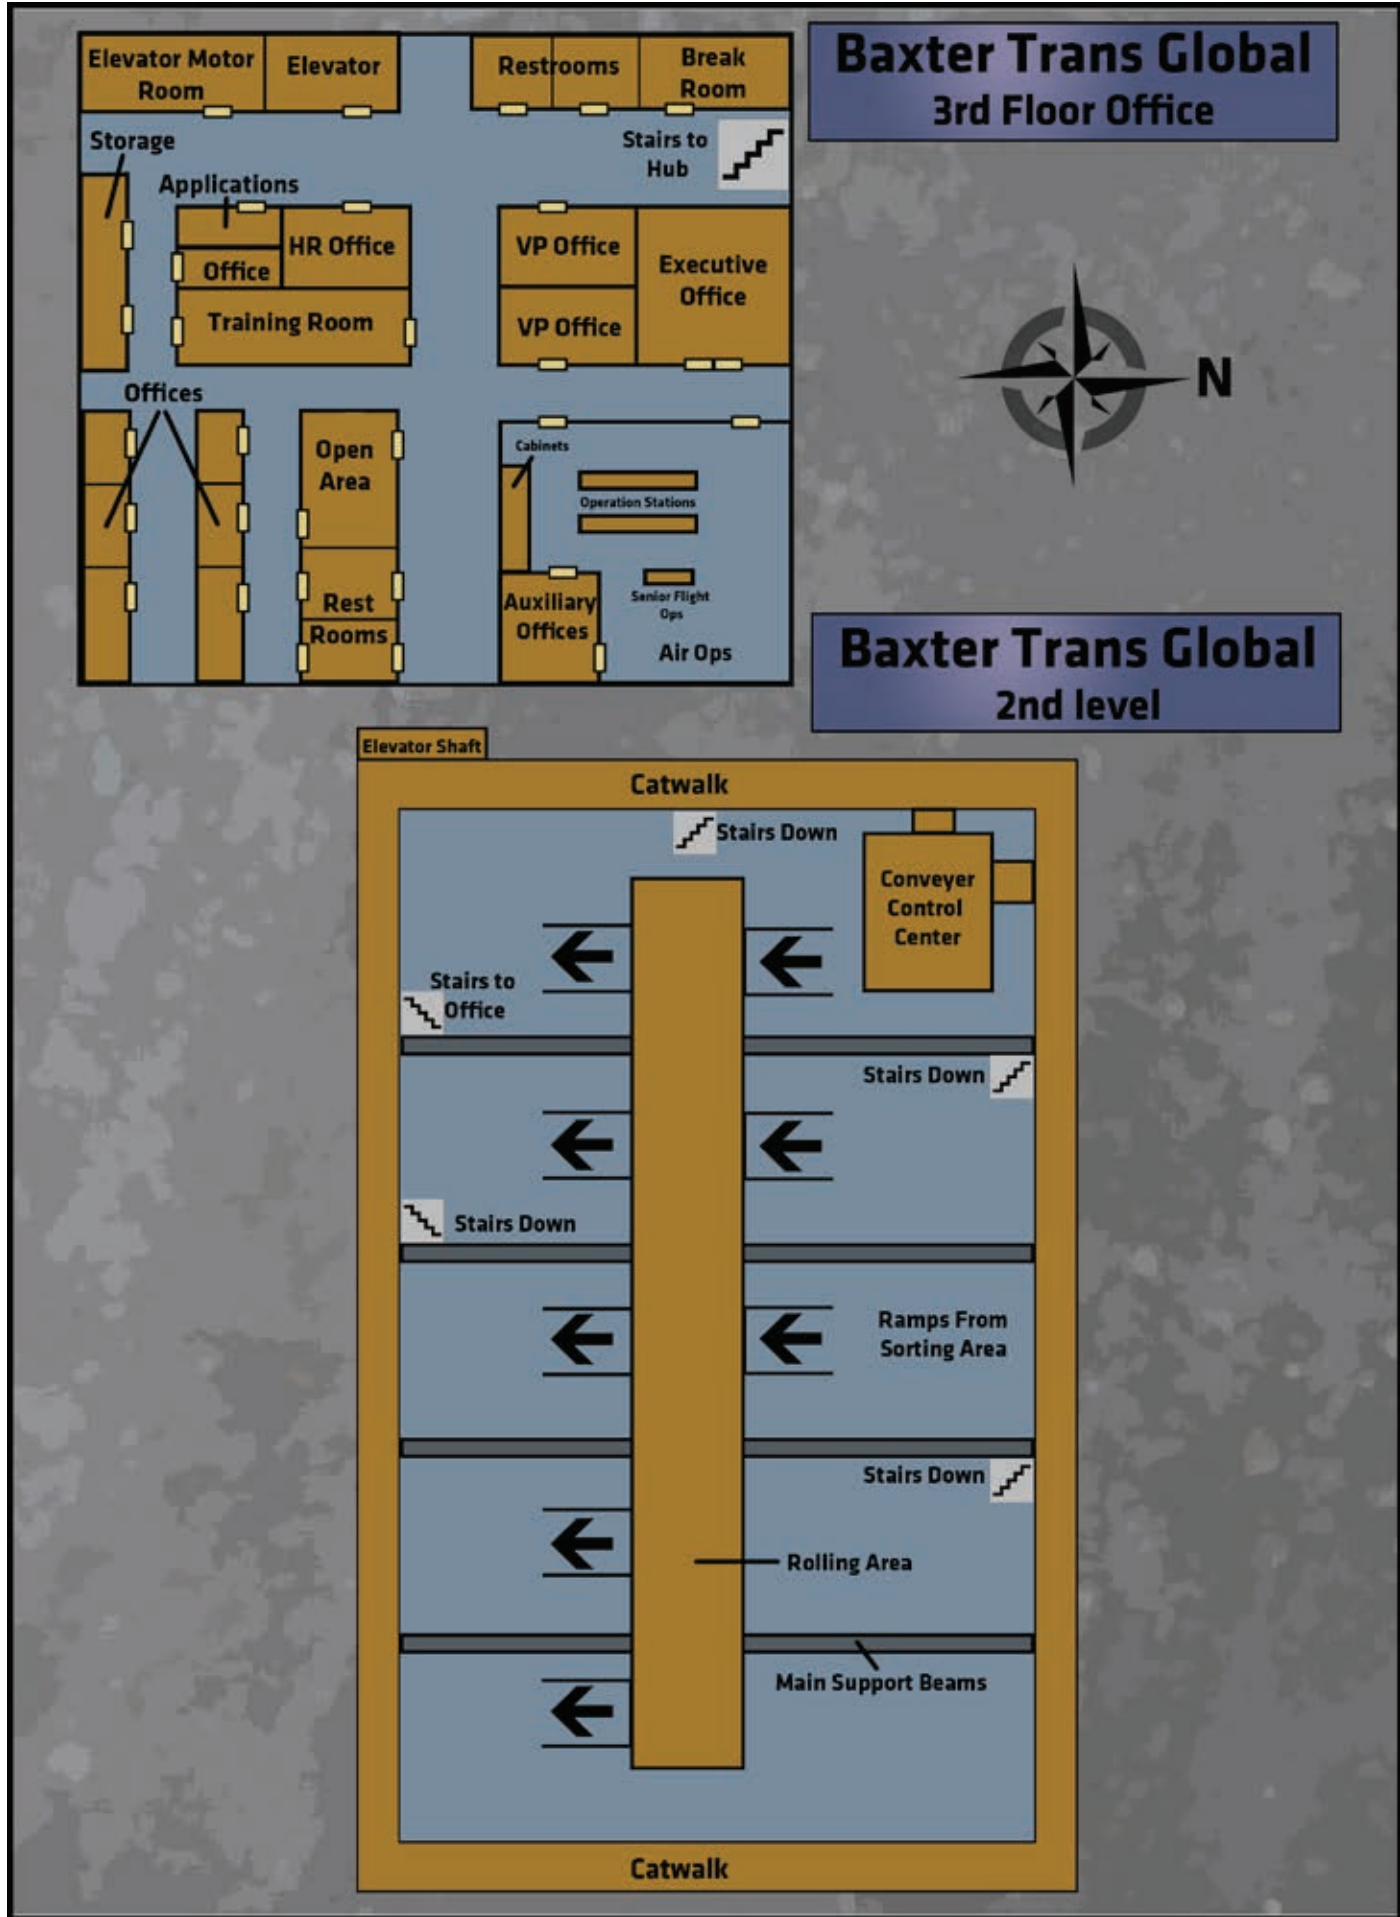 Baxter Trans Global
3rd Floor Office
Elevator Motor
Room
Elevator
Restrooms
Break
Room
Storage
Stairs to
Hub
Applications
HR Office
Office
Training Room
VP Office
VP Office
Executive
Office
N
Offices
Open
Area
Rest
Rooms
Cabinets
Operation Stations
Senior Flight
Ops
Auxiliary
Offices
Air Ops
Baxter Trans Global
2nd level
Elevator Shaft
Catwalk
Stairs Down
Conveyer
Control
Center
Stairs to
Office
Stairs Down
Stairs Down
Ramps From
Sorting Area
Stairs Down
Rolling Area
Main Support Beams
Catwalk